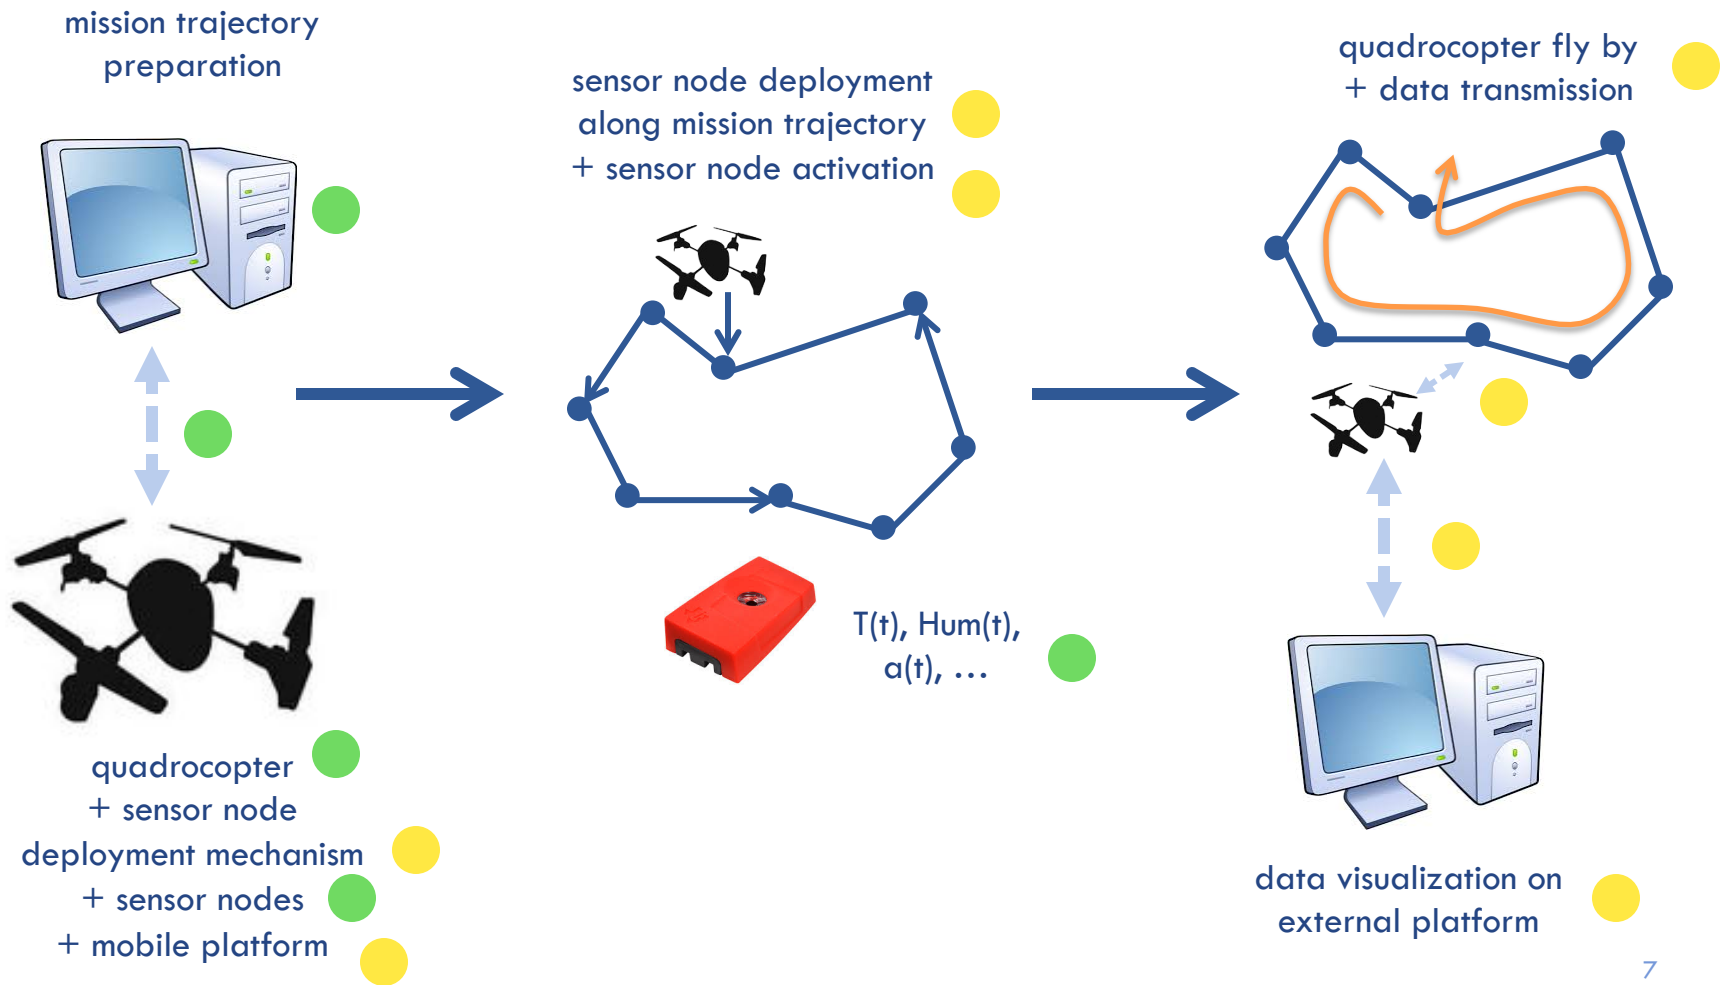 mission trajectory
preparation
quadrocopter
+ sensor node
deployment mechanism
+ sensor nodes
+ mobile platform
sensor node deployment
along mission trajectory
+ sensor node activation
T(t), Hum(t),
a(t), ...
quadrocopter fly by
+ data transmission
data visualization on
external platform
7